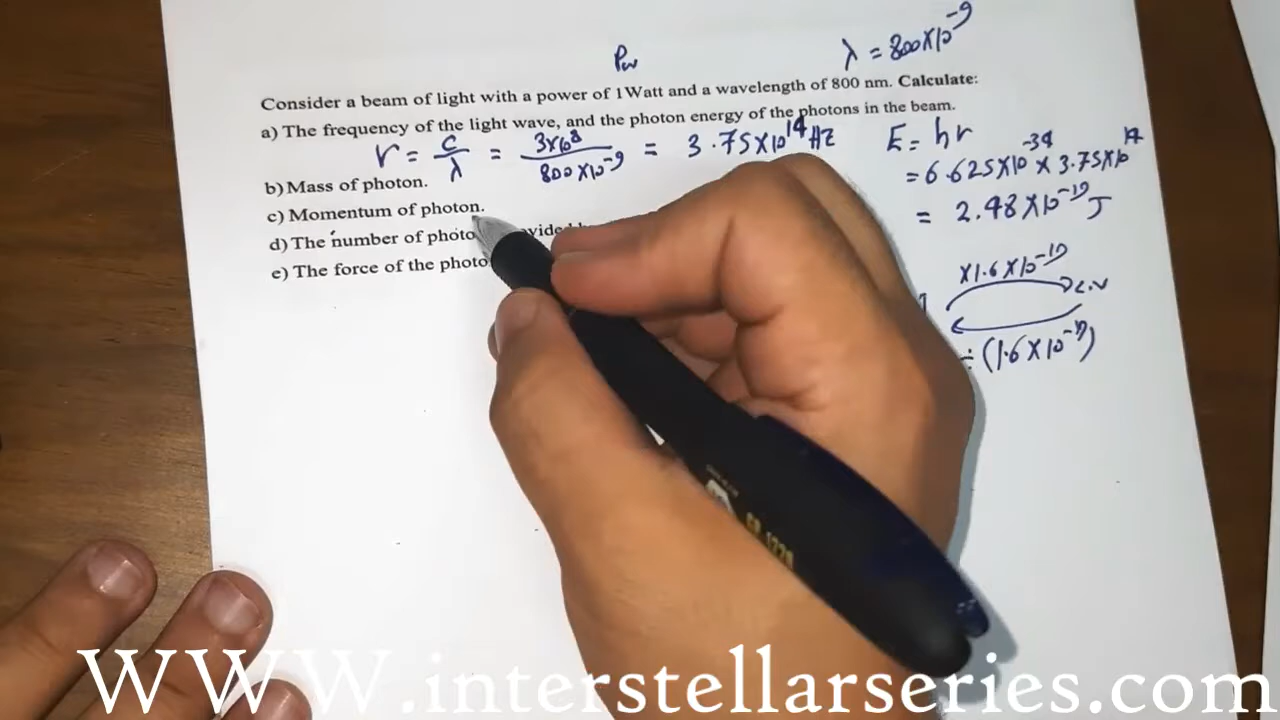 Pw
λ = 800×10⁻⁹
Consider a beam of light with a power of 1Watt and a wavelength of 800 nm. Calculate:
a) The frequency of the light wave, and the photon energy of the photons in the beam.
ν = c/λ = 3×10⁸ / 800×10⁻⁹ = 3.75×10¹⁴ Hz
E = hν
= 6.625×10⁻³⁴ × 3.75×10¹⁴
= 2.48×10⁻¹⁹ J
b) Mass of photon.
c) Momentum of photon.
d) The number of photo
e) The force of the photo
×1.6×10⁻¹⁹
e.V
÷(1.6×10⁻¹⁹)
WWW.interstellarseries.com